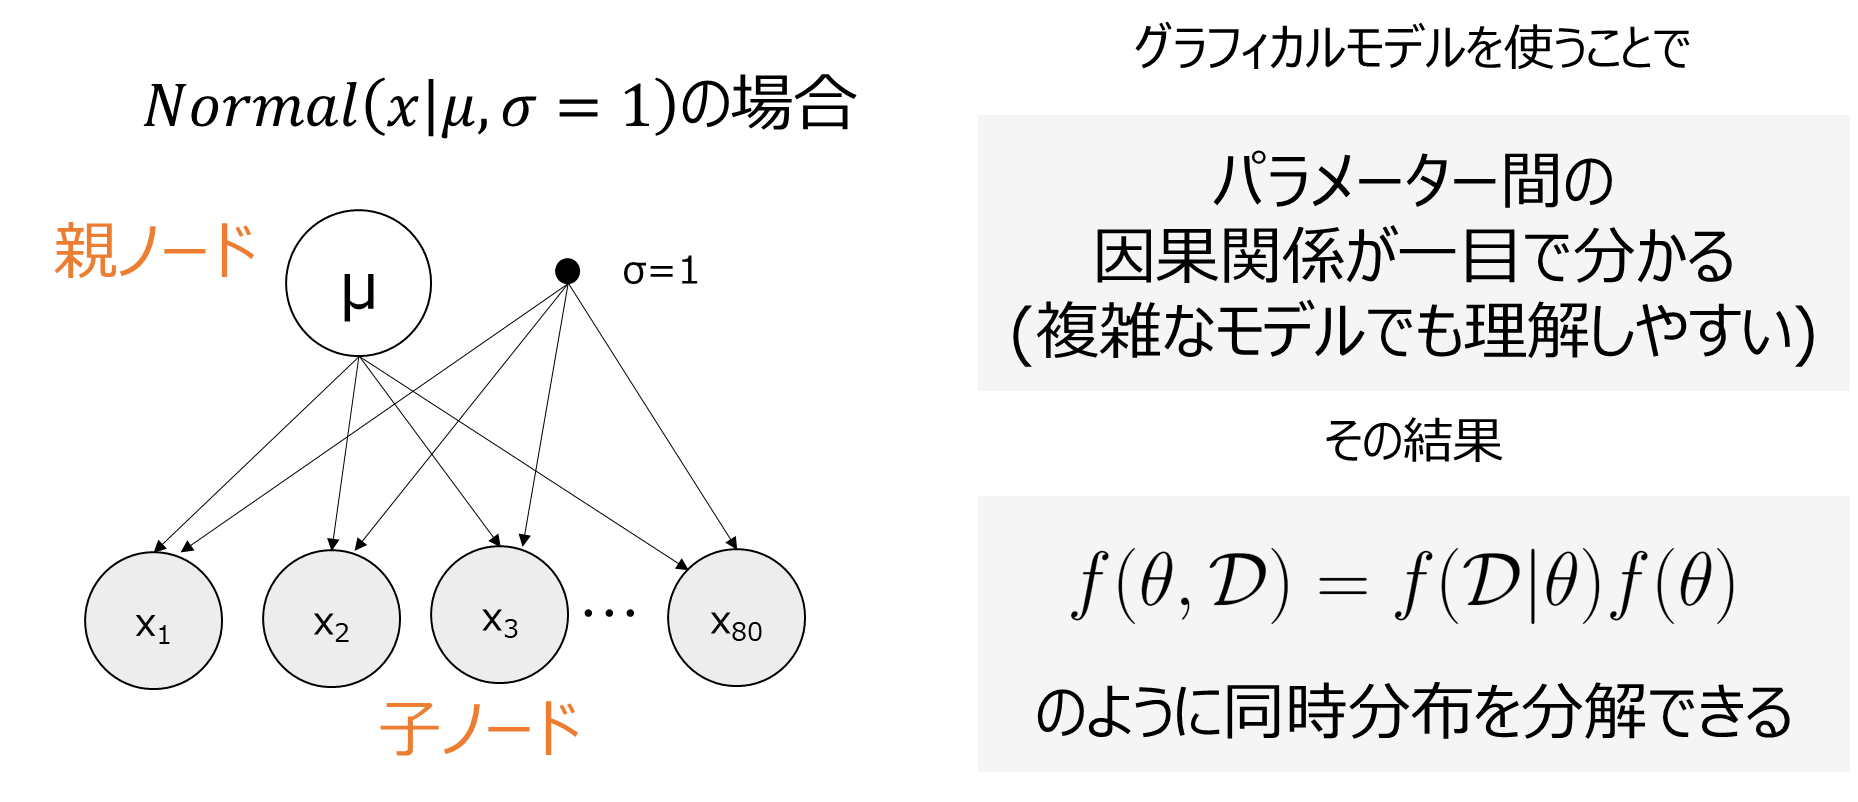 Normal(x|μ, σ = 1)の場合
親ノード
μ
σ=1
x₁
x₂
x₃
…
x₈₀
子ノード
グラフィカルモデルを使うことで
パラメーター間の
因果関係が一目で分かる
(複雑なモデルでも理解しやすい)
その結果
f(θ, 𝒟) = f(𝒟|θ)f(θ)
のように同時分布を分解できる